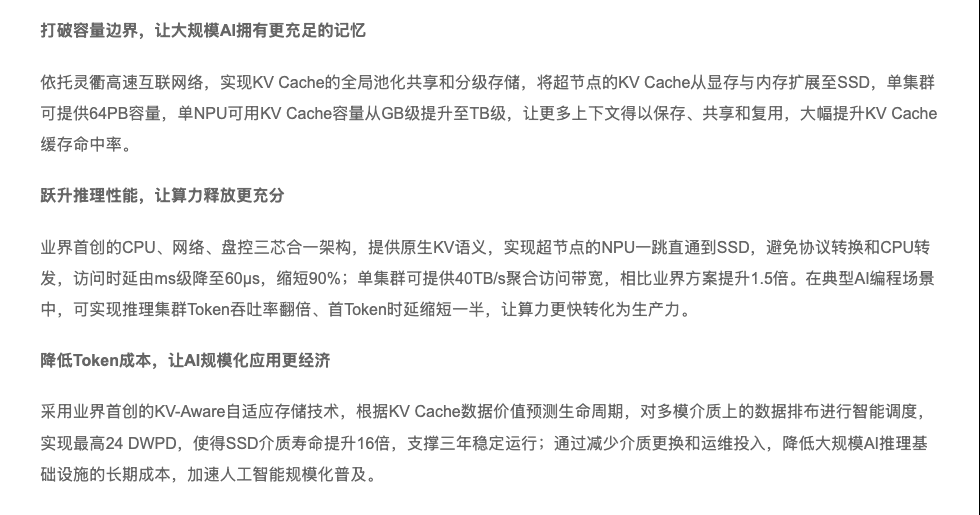 打破容量边界，让大规模AI拥有更充足的记忆
依托灵衢高速互联网络，实现KV Cache的全局池化共享和分级存储，将超节点的KV Cache从显存与内存扩展至SSD，单集群
可提供64PB容量，单NPU可用KV Cache容量从GB级提升至TB级，让更多上下文得以保存、共享和复用，大幅提升KV Cache
缓存命中率。
跃升推理性能，让算力释放更充分
业界首创的CPU、网络、盘控三芯合一架构，提供原生KV语义，实现超节点的NPU一跳直通到SSD，避免协议转换和CPU转
发，访问时延由ms级降至60μs，缩短90%；单集群可提供40TB/s聚合访问带宽，相比业界方案提升1.5倍。在典型AI编程场景
中，可实现推理集群Token吞吐率翻倍、首Token时延缩短一半，让算力更快转化为生产力。
降低Token成本，让AI规模化应用更经济
采用业界首创的KV-Aware自适应存储技术，根据KV Cache数据价值预测生命周期，对多模介质上的数据排布进行智能调度，
实现最高24 DWPD，使得SSD介质寿命提升16倍，支撑三年稳定运行；通过减少介质更换和运维投入，降低大规模AI推理基
础设施的长期成本，加速人工智能规模化普及。